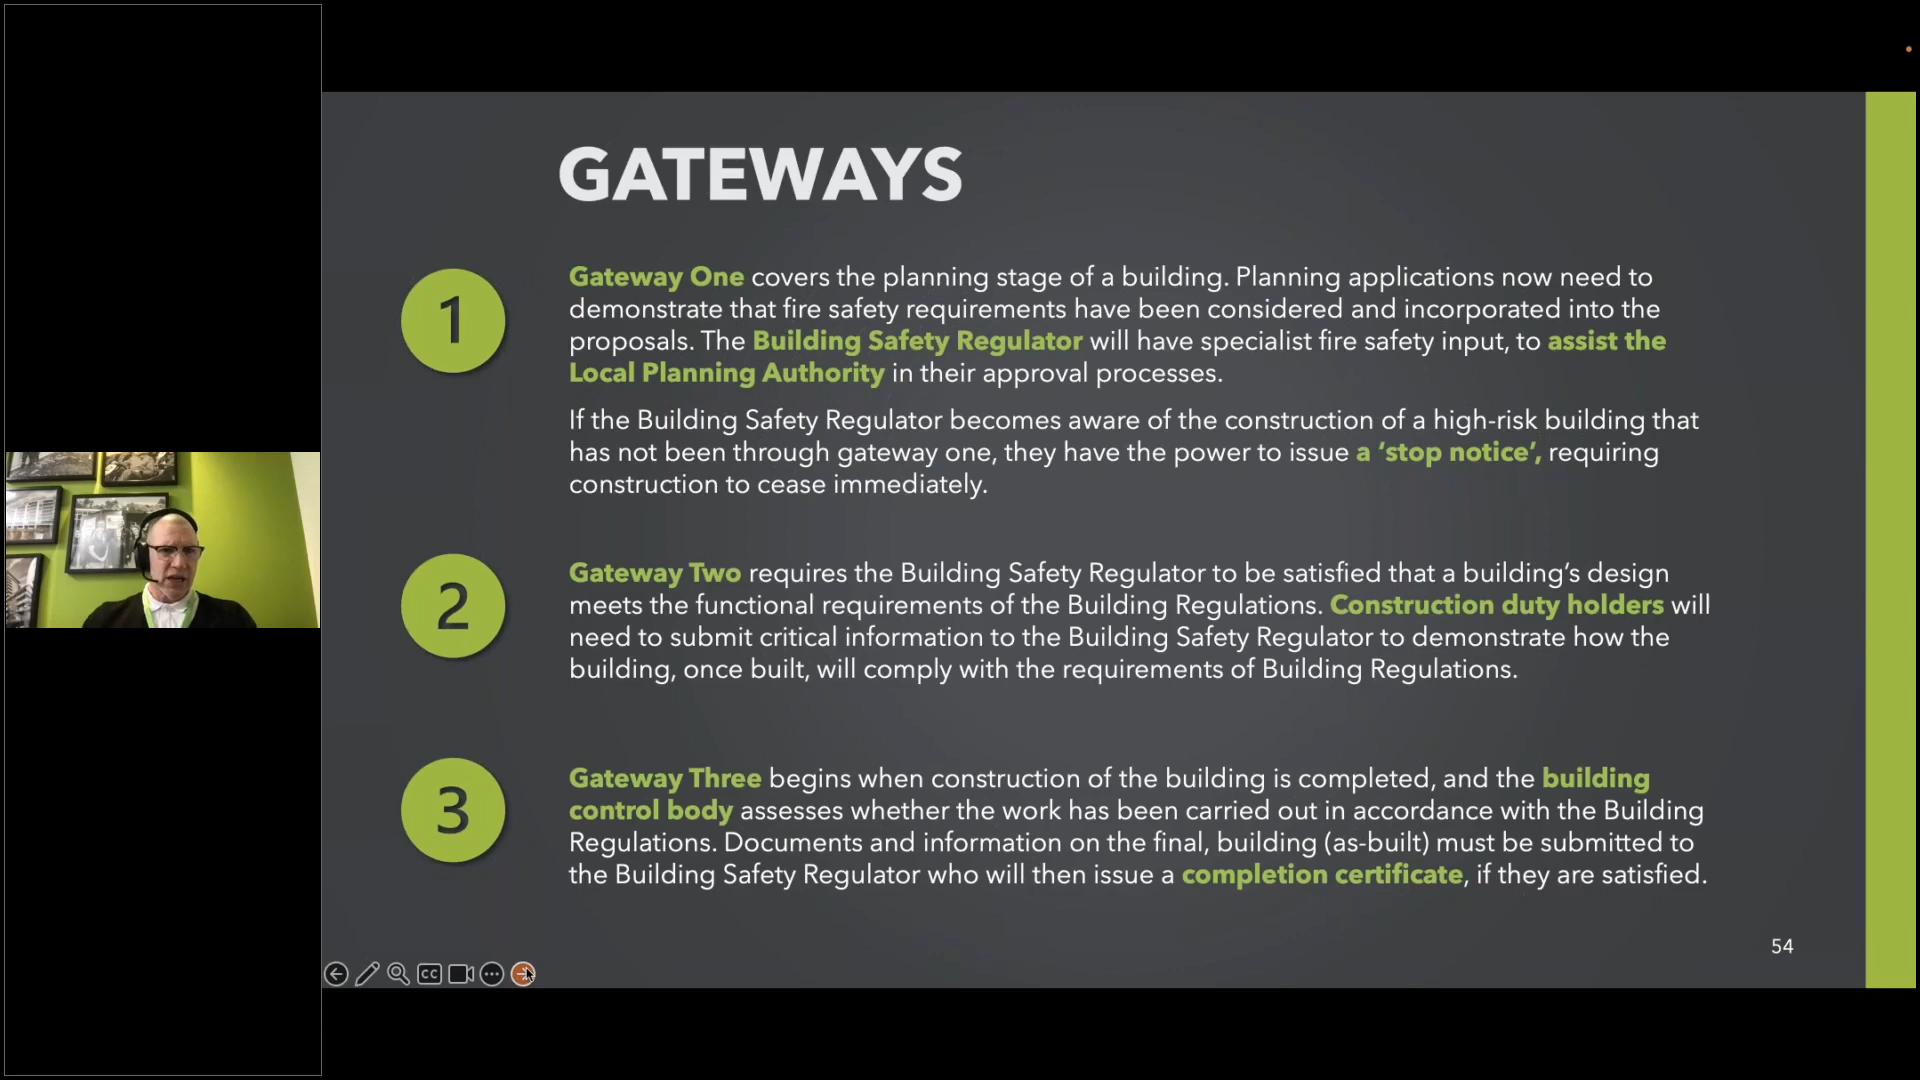 GATEWAYS
1
Gateway One covers the planning stage of a building. Planning applications now need to
demonstrate that fire safety requirements have been considered and incorporated into the
proposals. The Building Safety Regulator will have specialist fire safety input, to assist the
Local Planning Authority in their approval processes.
If the Building Safety Regulator becomes aware of the construction of a high-risk building that
has not been through gateway one, they have the power to issue a ‘stop notice’, requiring
construction to cease immediately.
2
Gateway Two requires the Building Safety Regulator to be satisfied that a building’s design
meets the functional requirements of the Building Regulations. Construction duty holders will
need to submit critical information to the Building Safety Regulator to demonstrate how the
building, once built, will comply with the requirements of Building Regulations.
3
Gateway Three begins when construction of the building is completed, and the building
control body assesses whether the work has been carried out in accordance with the Building
Regulations. Documents and information on the final, building (as-built) must be submitted to
the Building Safety Regulator who will then issue a completion certificate, if they are satisfied.
54
CC